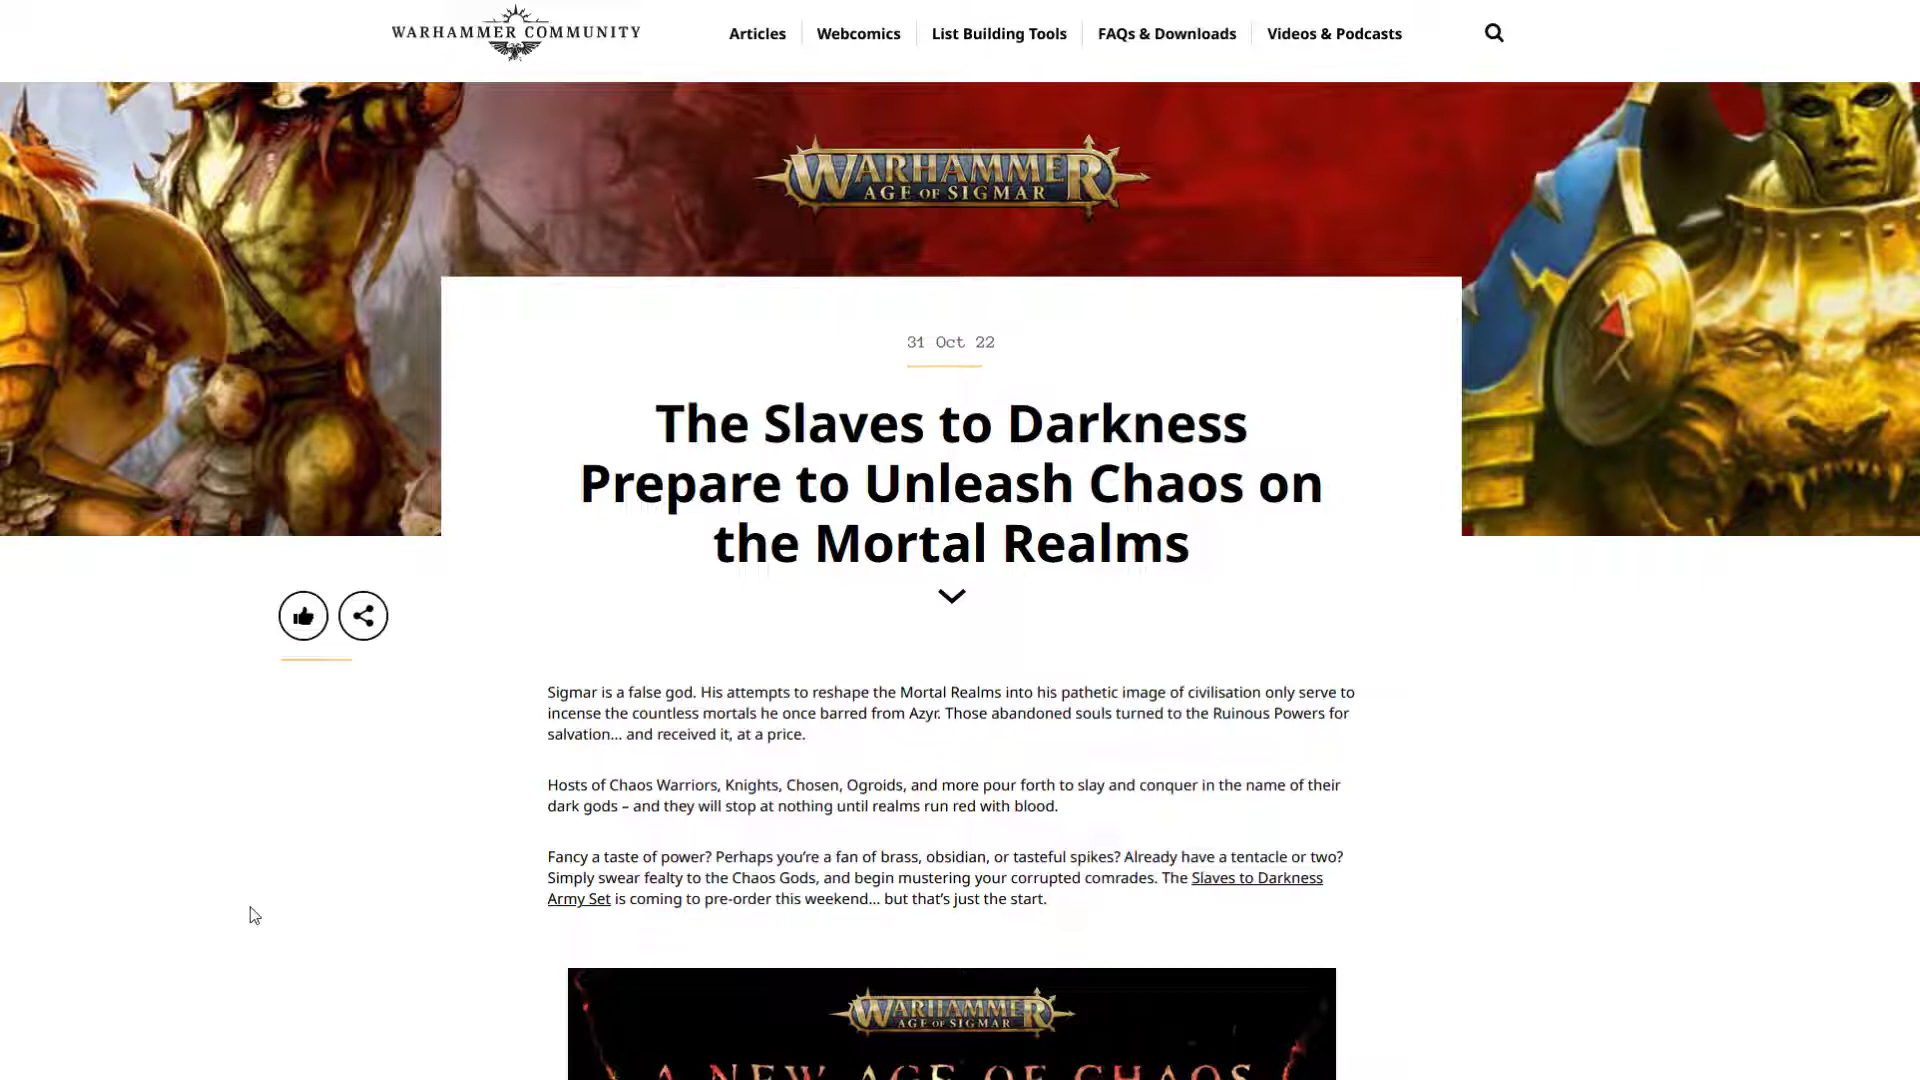 WARHAMMER COMMUNITY
Articles
Webcomics
List Building Tools
FAQs & Downloads
Videos & Podcasts
WARHAMMER
AGE OF SIGMAR
31 Oct 22
The Slaves to Darkness
Prepare to Unleash Chaos on
the Mortal Realms
Sigmar is a false god. His attempts to reshape the Mortal Realms into his pathetic image of civilisation only serve to
incense the countless mortals he once barred from Azyr. Those abandoned souls turned to the Ruinous Powers for
salvation… and received it, at a price.
Hosts of Chaos Warriors, Knights, Chosen, Ogroids, and more pour forth to slay and conquer in the name of their
dark gods – and they will stop at nothing until realms run red with blood.
Fancy a taste of power? Perhaps you’re a fan of brass, obsidian, or tasteful spikes? Already have a tentacle or two?
Simply swear fealty to the Chaos Gods, and begin mustering your corrupted comrades. The Slaves to Darkness
Army Set is coming to pre-order this weekend… but that’s just the start.
WARHAMMER
AGE OF SIGMAR
A NEW AGE OF CHAOS